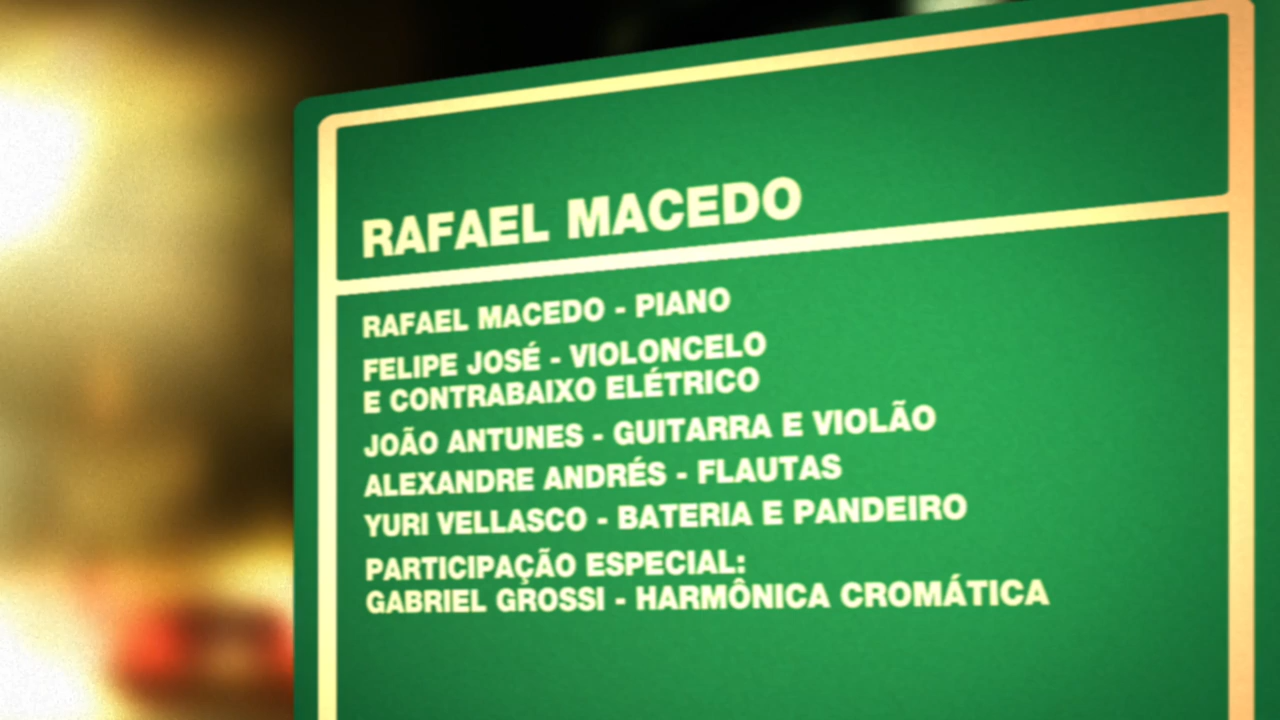 RAFAEL MACEDO
RAFAEL MACEDO - PIANO
FELIPE JOSÉ - VIOLONCELO
E CONTRABAIXO ELÉTRICO
JOÃO ANTUNES - GUITARRA E VIOLÃO
ALEXANDRE ANDRÉS - FLAUTAS
YURI VELLASCO - BATERIA E PANDEIRO
PARTICIPAÇÃO ESPECIAL:
GABRIEL GROSSI - HARMÔNICA CROMÁTICA